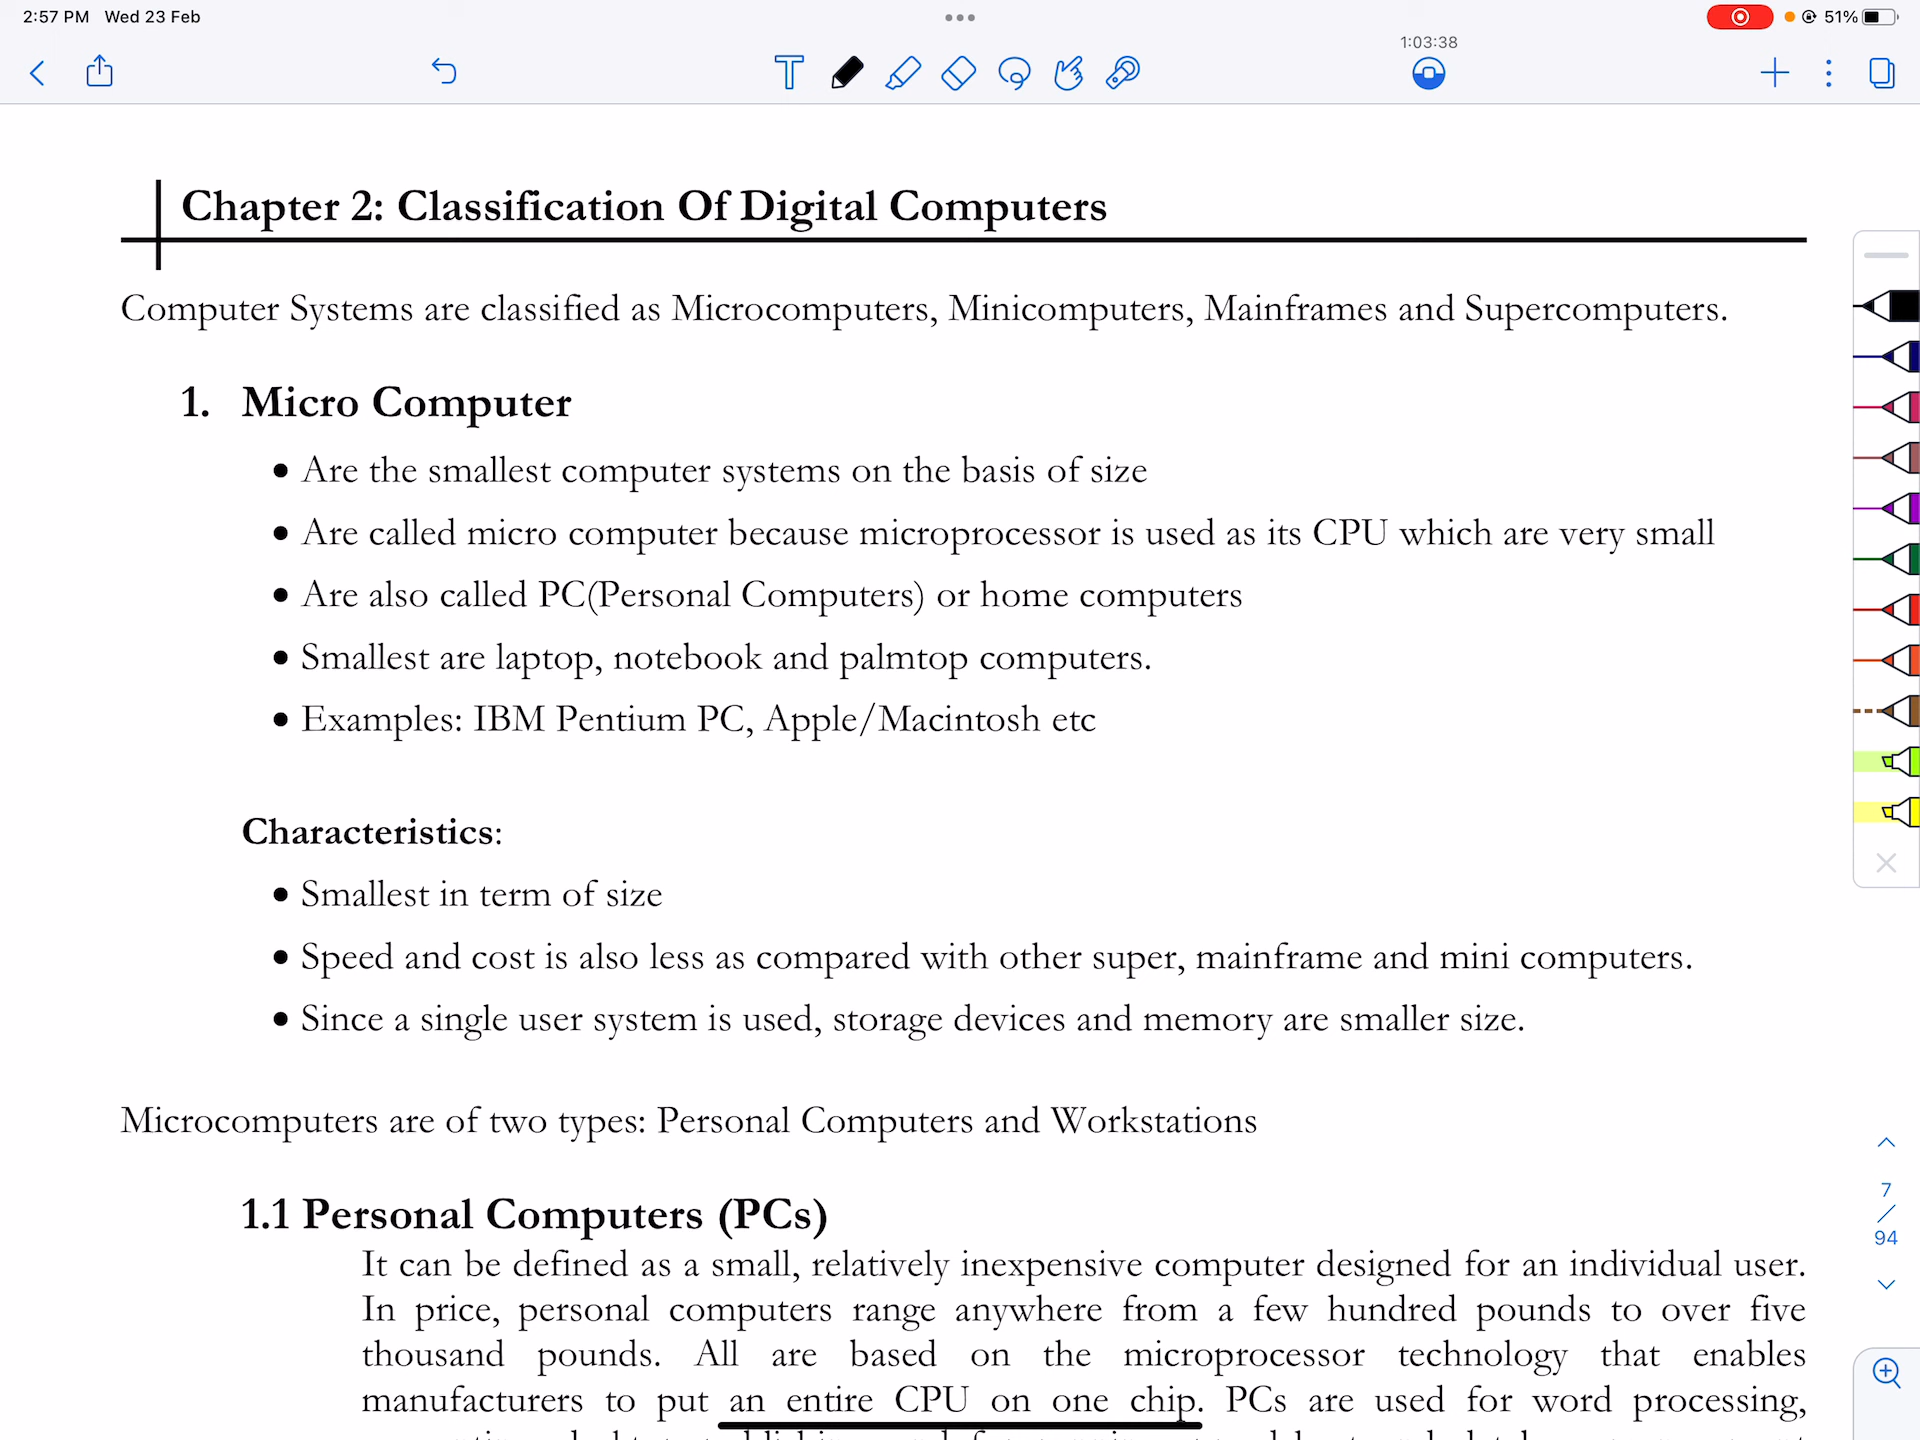 2:57 PM Wed 23 Feb
51%
1:03:38
Chapter 2: Classification Of Digital Computers
Computer Systems are classified as Microcomputers, Minicomputers, Mainframes and Supercomputers.
1. Micro Computer
• Are the smallest computer systems on the basis of size
• Are called micro computer because microprocessor is used as its CPU which are very small
• Are also called PC(Personal Computers) or home computers
• Smallest are laptop, notebook and palmtop computers.
• Examples: IBM Pentium PC, Apple/Macintosh etc
Characteristics:
• Smallest in term of size
• Speed and cost is also less as compared with other super, mainframe and mini computers.
• Since a single user system is used, storage devices and memory are smaller size.
Microcomputers are of two types: Personal Computers and Workstations
7
/
94
1.1 Personal Computers (PCs)
It can be defined as a small, relatively inexpensive computer designed for an individual user.
In price, personal computers range anywhere from a few hundred pounds to over five
thousand pounds. All are based on the microprocessor technology that enables
manufacturers to put an entire CPU on one chip. PCs are used for word processing,